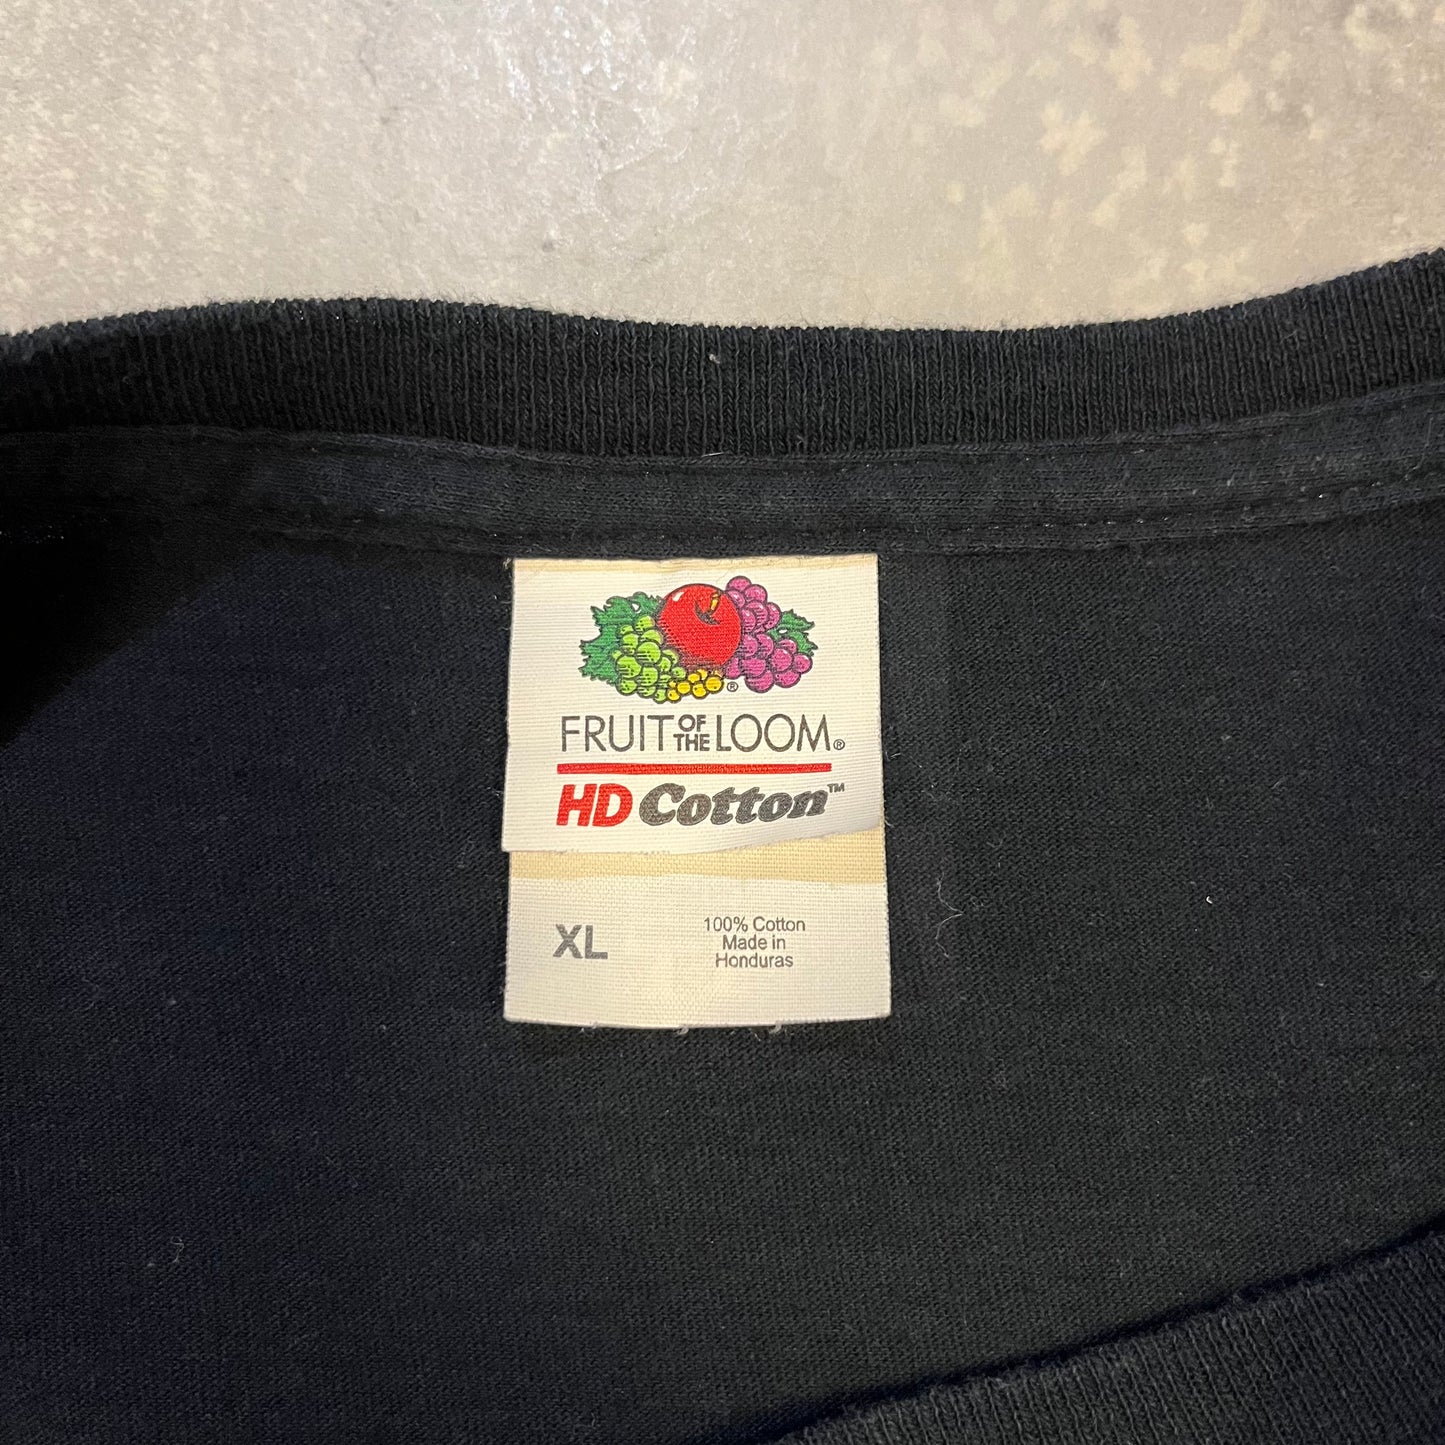 ®
FRUIT OF THE LOOM®
HD Cotton™
XL
100% Cotton
Made in
Honduras